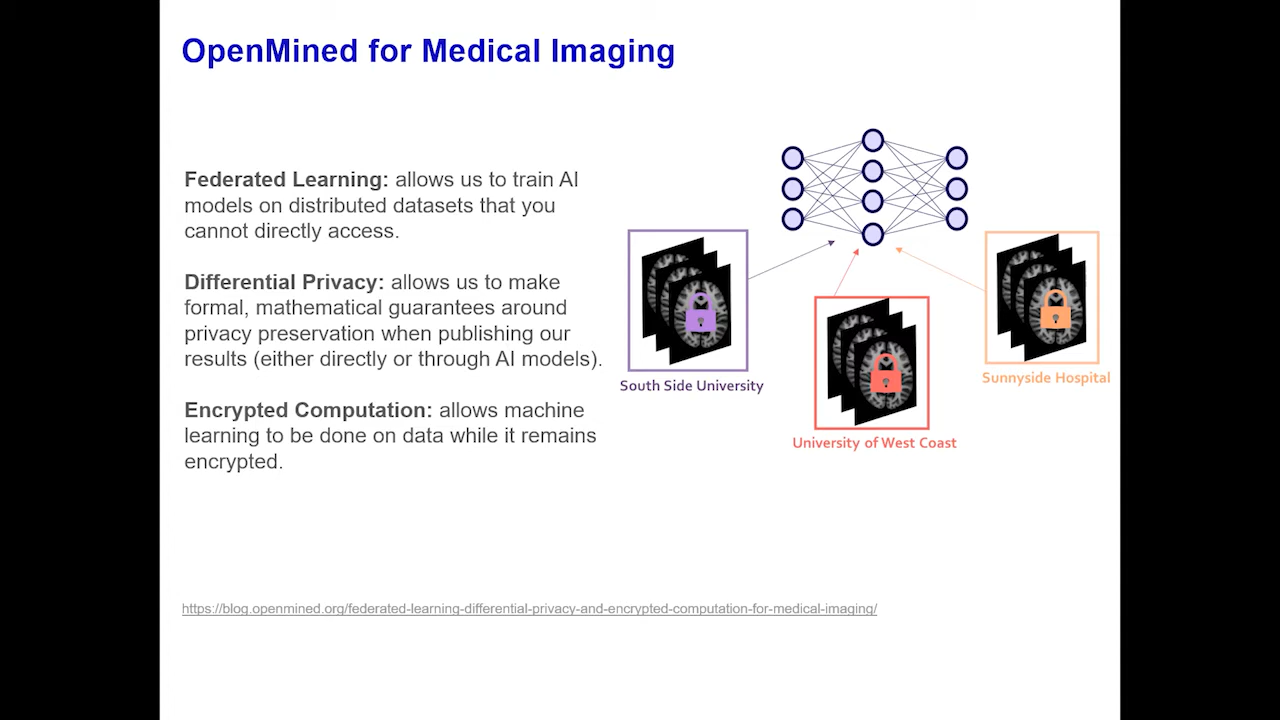 OpenMined for Medical Imaging
Federated Learning: allows us to train AI
models on distributed datasets that you
cannot directly access.
Differential Privacy: allows us to make
formal, mathematical guarantees around
privacy preservation when publishing our
results (either directly or through AI models).
Encrypted Computation: allows machine
learning to be done on data while it remains
encrypted.
South Side University
University of West Coast
Sunnyside Hospital
https://blog.openmined.org/federated-learning-differential-privacy-and-encrypted-computation-for-medical-imaging/